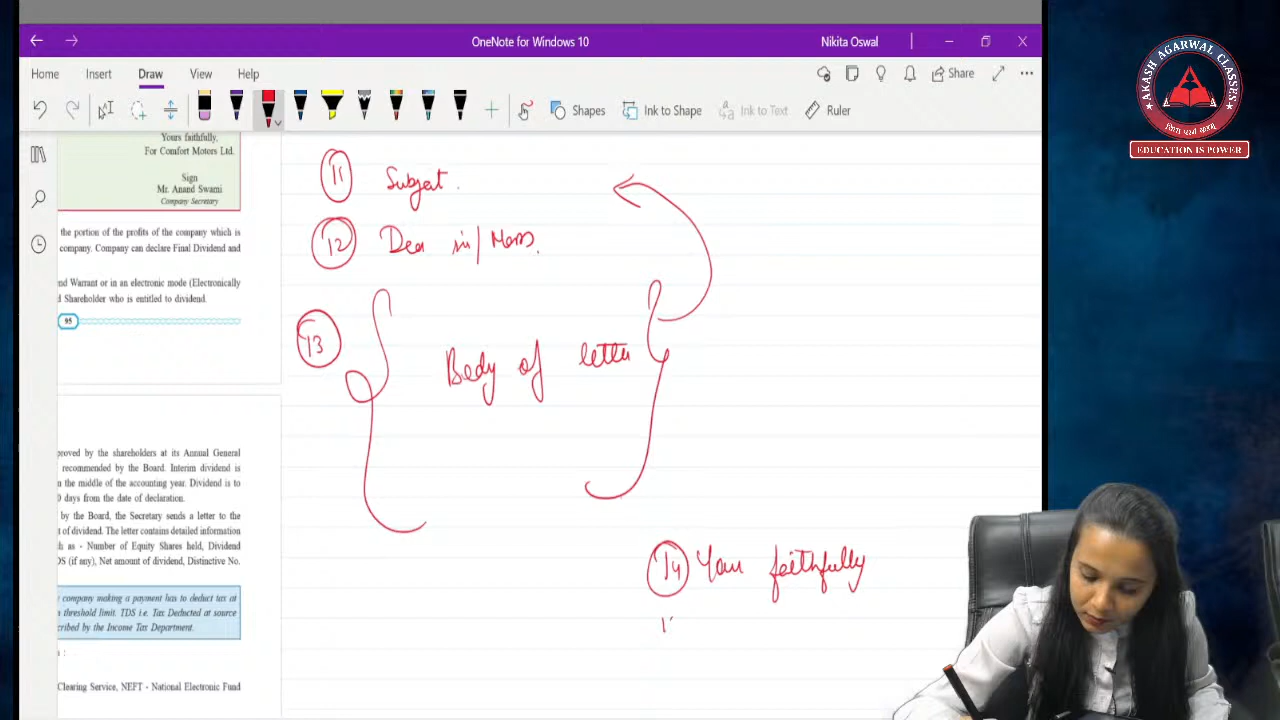 OneNote for Windows 10
Nikita Oswal
Home Insert Draw View Help
Share
Shapes
Ink to Shape
Ink to Text
Ruler
Yours faithfully,
For Comfort Motors Ltd.
Sign
Mr. Anand Swami
Company Secretary
the portion of the profits of the company which is
company. Company can declare Final Dividend and
nd Warrant or in an electronic mode (Electronically
d Shareholder who is entitled to dividend.
95
proved by the shareholders at its Annual General
recommended by the Board. Interim dividend is
n the middle of the accounting year. Dividend is to
0 days from the date of declaration.
by the Board, the Secretary sends a letter to the
t of dividend. The letter contains detailed information
h as - Number of Equity Shares held, Dividend
DS (if any), Net amount of dividend, Distinctive No.
company making a payment has to deduct tax at
threshold limit. TDS i.e. Tax Deducted at source
cribed by the Income Tax Department.
Clearing Service, NEFT - National Electronic Fund
11 Subject.
12
13
Body of letter
14 faithfully
AKASH AGARWAL CLASSES
EDUCATION IS POWER